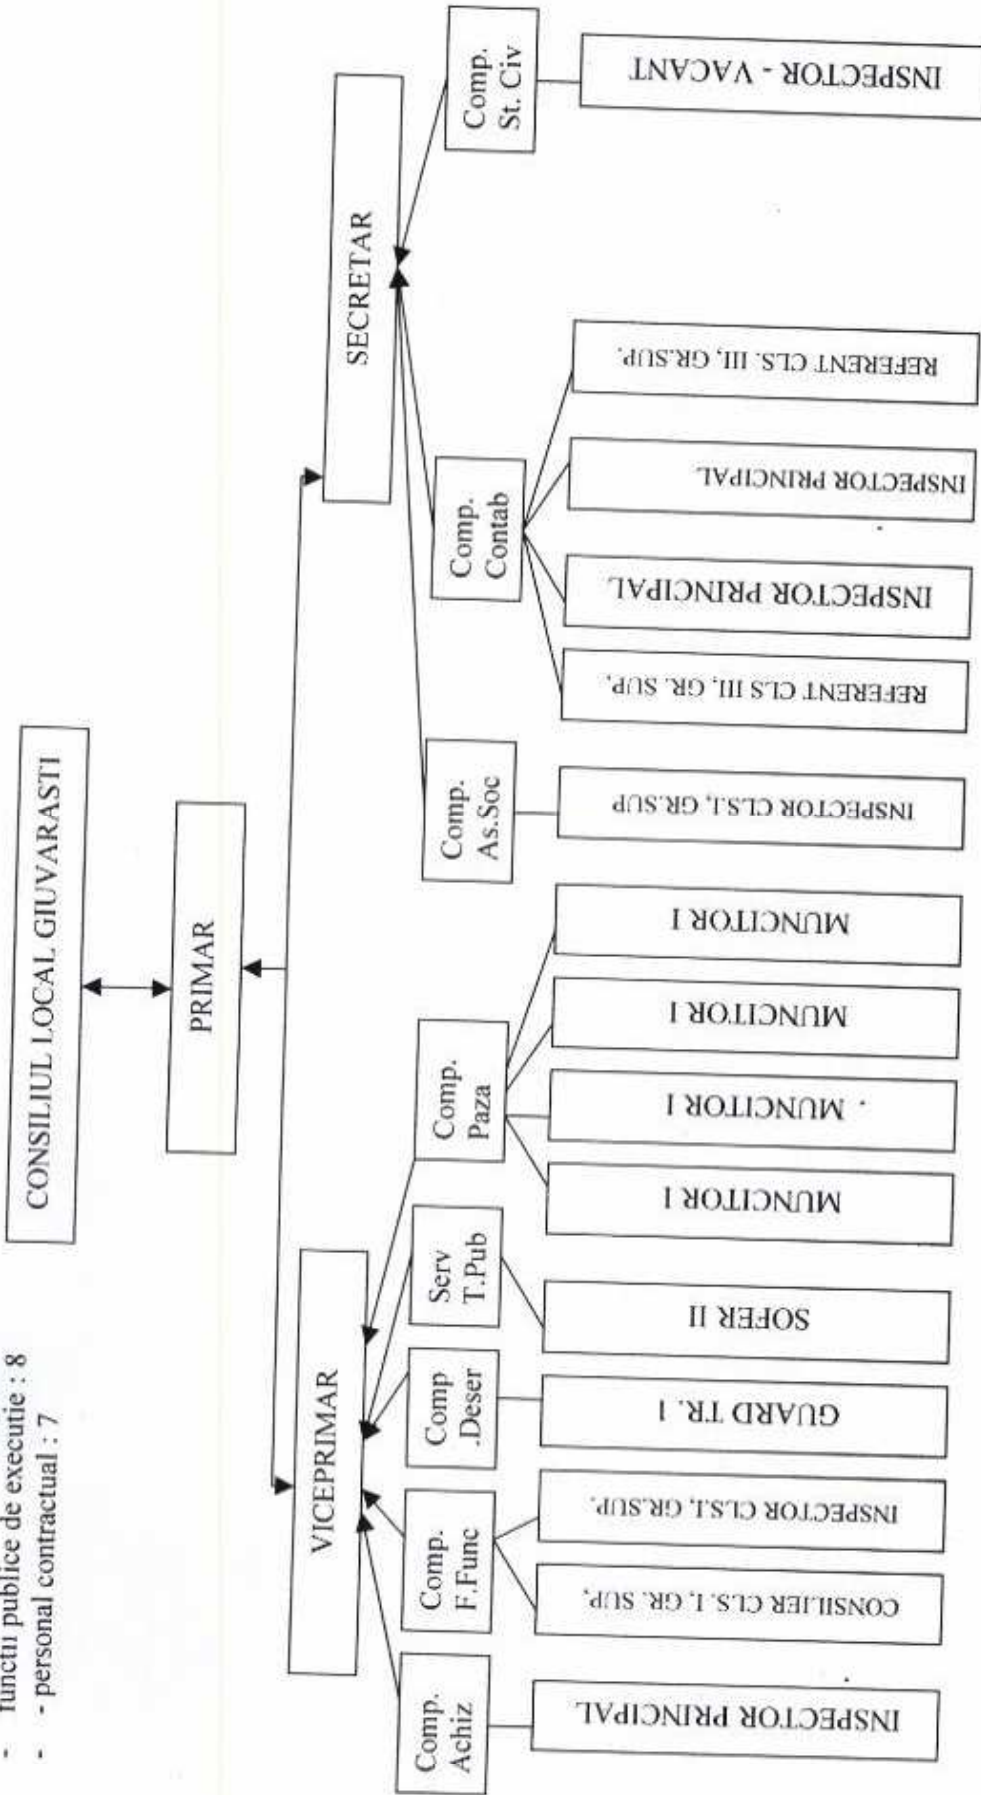 - functii publice de executie : 8
- - personal contractual : 7
CONSILIUL LOCAL GIUVARASTI
PRIMAR
VICEPRIMAR
SECRETAR
Comp.
Achiz
Comp.
F.Func
Comp
.Deser
Serv
T.Pub
Comp.
Paza
Comp.
As.Soc
Comp.
Contab
Comp.
St. Civ
INSPECTOR PRINCIPAL
CONSILIER CLS. I, GR. SUP,
INSPECTOR CLS.I, GR.SUP.
GUARD TR. I
SOFER II
MUNCITOR I
MUNCITOR I
MUNCITOR I
MUNCITOR I
INSPECTOR CLS.I, GR.SUP
REFERENT CLS III, GR. SUP,
INSPECTOR PRINCIPAL
INSPECTOR PRINCIPAL
REFERENT CLS. III, GR.SUP.
INSPECTOR - VACANT